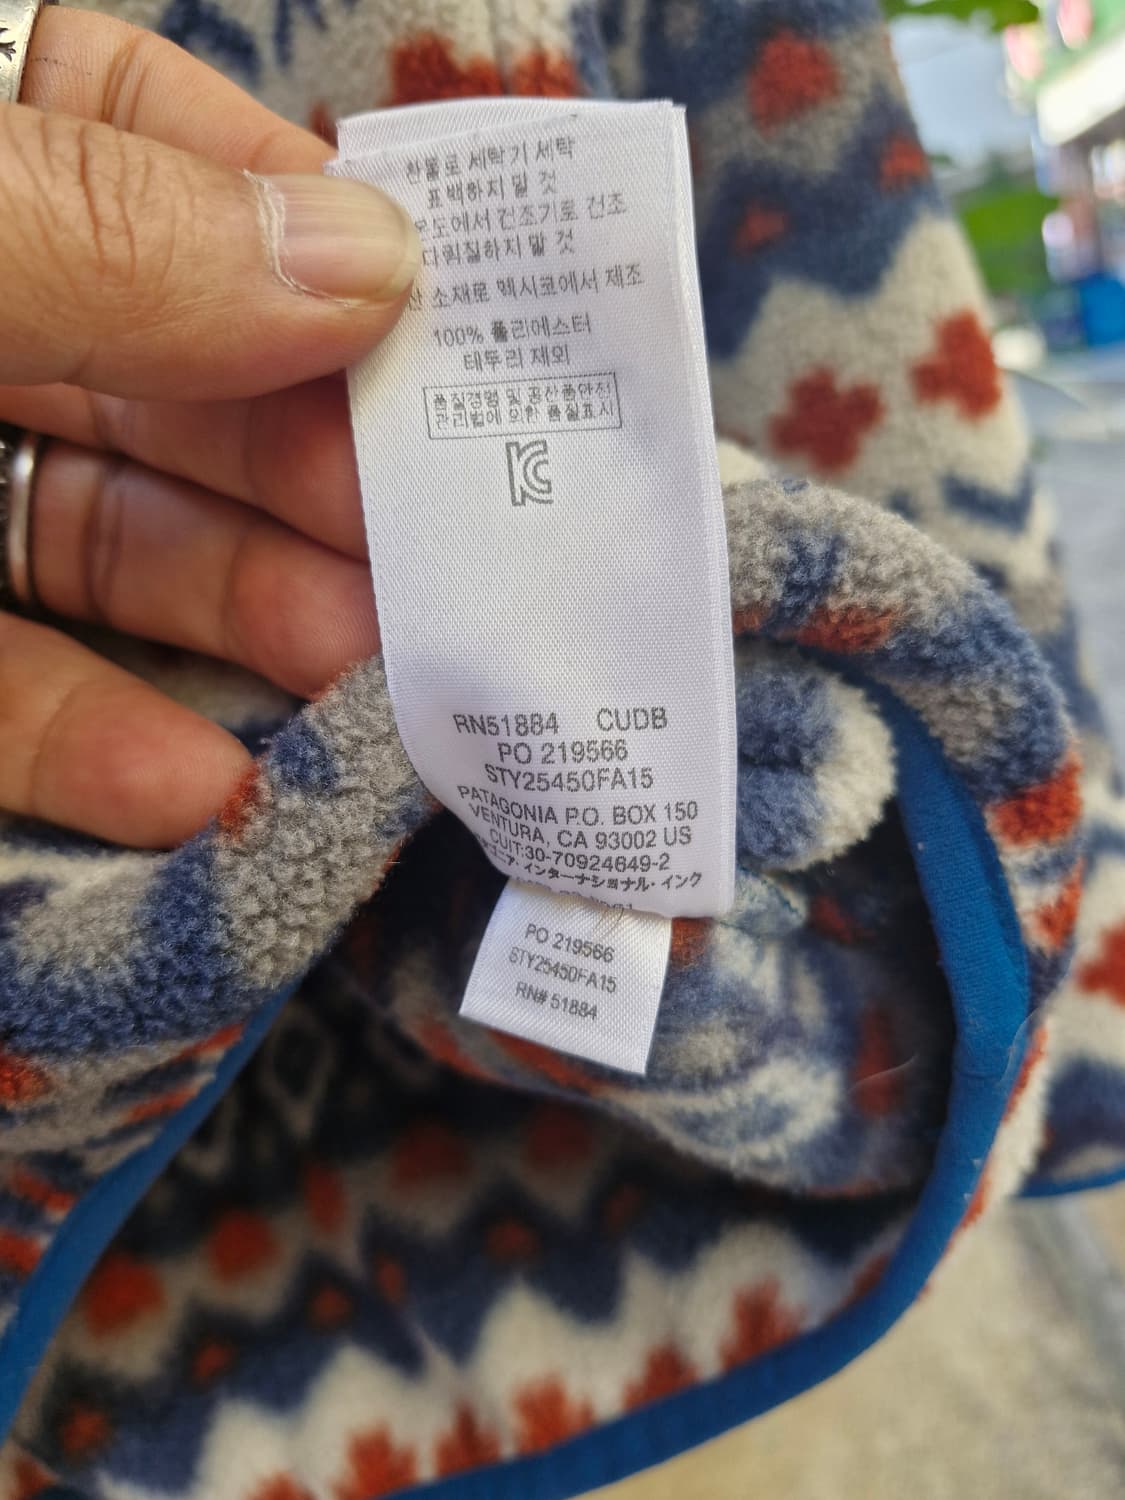 찬물로 세탁기 세탁
표백하지 말 것
온도에서 건조기로 건조
다림질하지 말 것
소재로 멕시코에서 제조
100% 폴리에스터
테두리 제외
품질경영 및 공산품안전
관리법에 의한 품질표시
RN51884 CUDB
PO 219566
STY25450FA15
PATAGONIA P.O. BOX 150
VENTURA, CA 93002 US
CUIT:30-70924649-2
インターナショナル・インク
PO 219566
STY25450FA15
RN# 51884